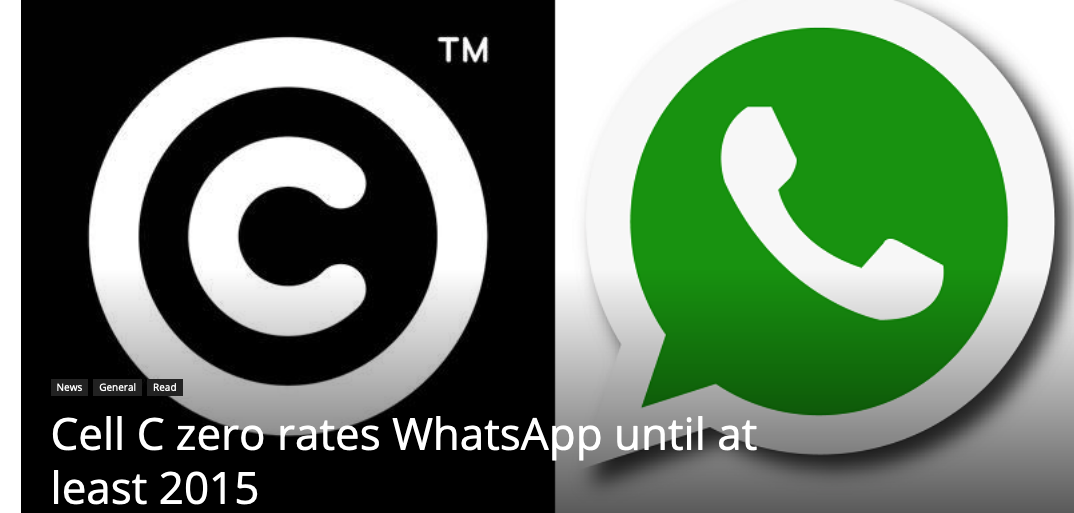 TM
News General Read
Cell C zero rates WhatsApp until at
least 2015